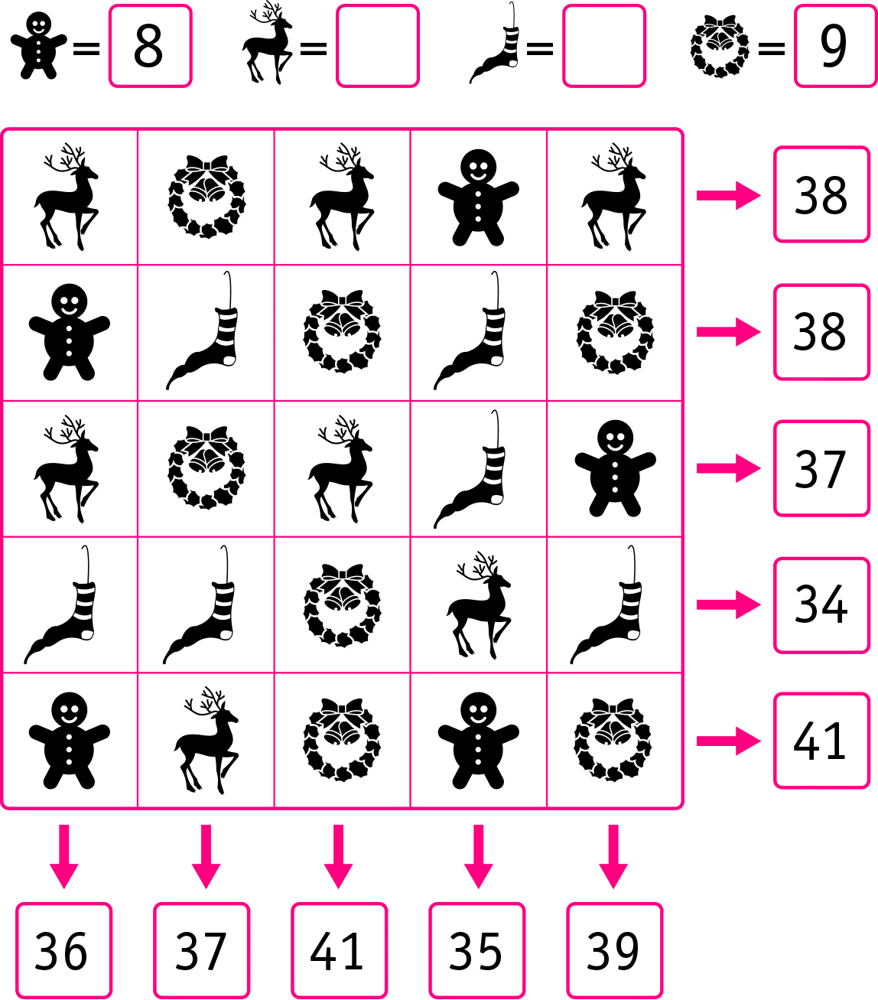 = 8 = = = 9
38
38
37
34
41
36 37 41 35 39